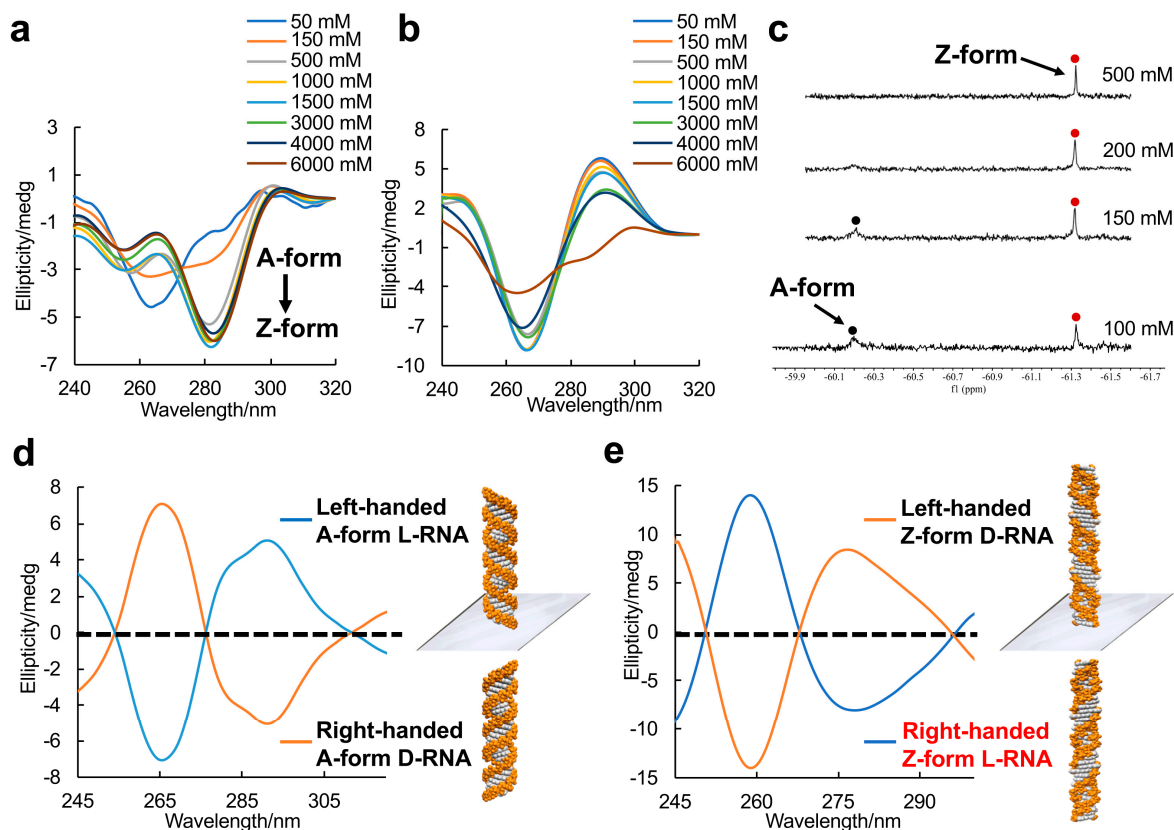 a
50 mM
150 mM
500 mM
1000 mM
1500 mM
3000 mM
4000 mM
6000 mM
3
1
-1
-3
-5
-7
Ellipticity/medg
A-form
Z-form
240 260 280 300 320
Wavelength/nm
b
50 mM
150 mM
500 mM
1000 mM
1500 mM
3000 mM
4000 mM
6000 mM
8
5
2
-1
-4
-7
-10
Ellipticity/medg
240 260 280 300 320
Wavelength/nm
c
Z-form
500 mM
200 mM
150 mM
A-form
100 mM
-59.9 -60.1 -60.3 -60.5 -60.7 -60.9 -61.1 -61.3 -61.5 -61.7
f1 (ppm)
d
8
6
4
2
0
-2
-4
-6
-8
Ellipticity/medg
Left-handed
A-form L-RNA
Right-handed
A-form D-RNA
245 265 285 305
Wavelength/nm
e
15
10
5
0
-5
-10
-15
Ellipticity/medg
Left-handed
Z-form D-RNA
Right-handed
Z-form L-RNA
245 260 275 290
Wavelength/nm